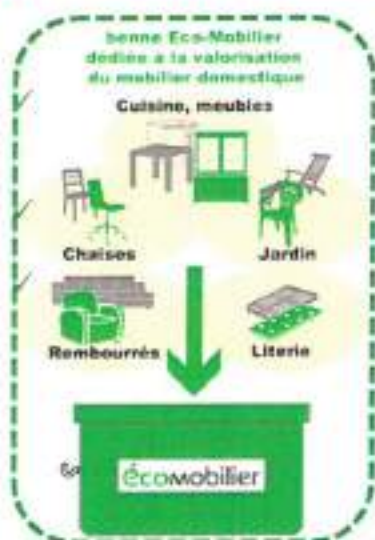 benne Eco-Mobilier
dédiée a la valorisation
du mobilier domestique
Cuisine, meubles
Chaises
Jardin
Rembourrés
Literie
écomobilier